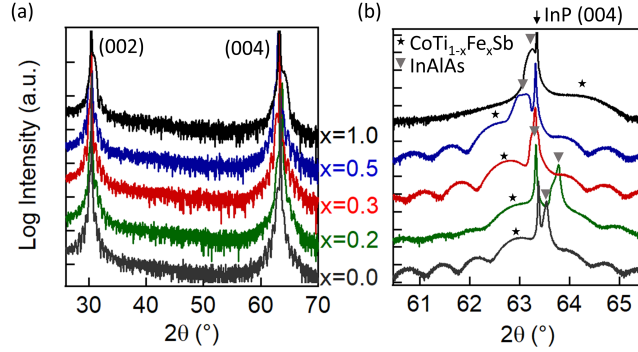 (a)
(002)
(004)
Log Intensity (a.u.)
x=1.0
x=0.5
x=0.3
x=0.2
x=0.0
30 40 50 60 70
2θ (°)
(b)
InP (004)
CoTi₁₋ₓFeₓSb
InAlAs
61 62 63 64 65
2θ (°)